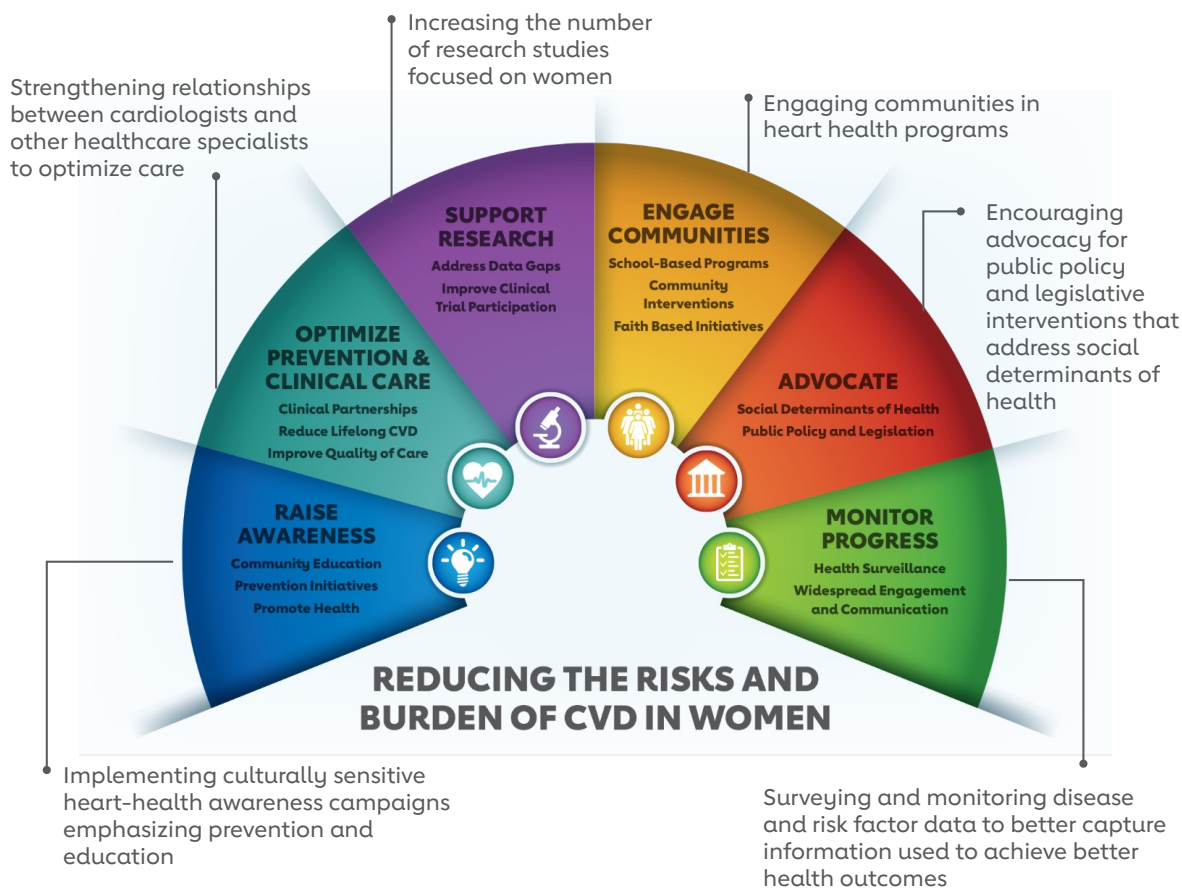 Increasing the number
of research studies
focused on women
Strengthening relationships
between cardiologists and
other healthcare specialists
to optimize care
Engaging communities in
heart health programs
Encouraging
advocacy for
public policy
and legislative
interventions that
address social
determinants of
health
SUPPORT
RESEARCH
Address Data Gaps
Improve Clinical
Trial Participation
ENGAGE
COMMUNITIES
School-Based Programs
Community
Interventions
Faith Based Initiatives
OPTIMIZE
PREVENTION &
CLINICAL CARE
Clinical Partnerships
Reduce Lifelong CVD
Improve Quality of Care
ADVOCATE
Social Determinants of Health
Public Policy and Legislation
RAISE
AWARENESS
Community Education
Prevention Initiatives
Promote Health
MONITOR
PROGRESS
Health Surveillance
Widespread Engagement
and Communication
REDUCING THE RISKS AND
BURDEN OF CVD IN WOMEN
Implementing culturally sensitive
heart-health awareness campaigns
emphasizing prevention and
education
Surveying and monitoring disease
and risk factor data to better capture
information used to achieve better
health outcomes